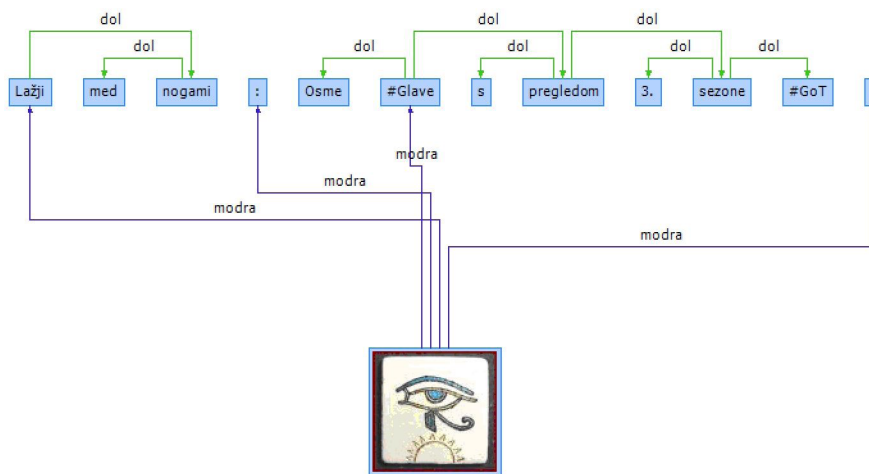 dol dol
dol dol dol dol dol
Lažji med nogami : Osme #Glave s pregledom 3. sezone #GoT
modra
modra
modra
modra